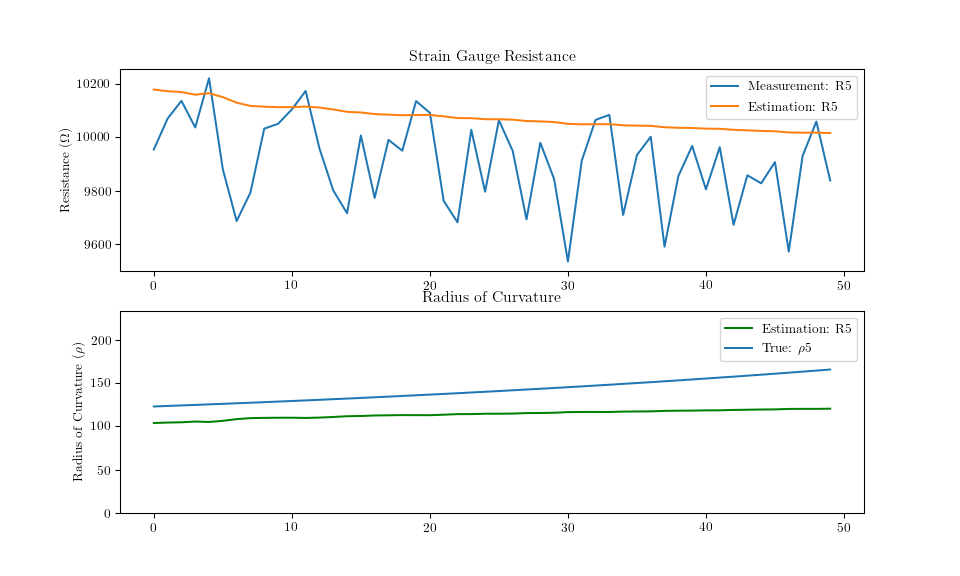 Strain Gauge Resistance
Resistance (Ω)
10200
10000
9800
9600
Measurement: R5
Estimation: R5
0 10 20 30 40 50
Radius of Curvature
Radius of Curvature (ρ)
200
150
100
50
0
Estimation: R5
True: ρ5
0 10 20 30 40 50